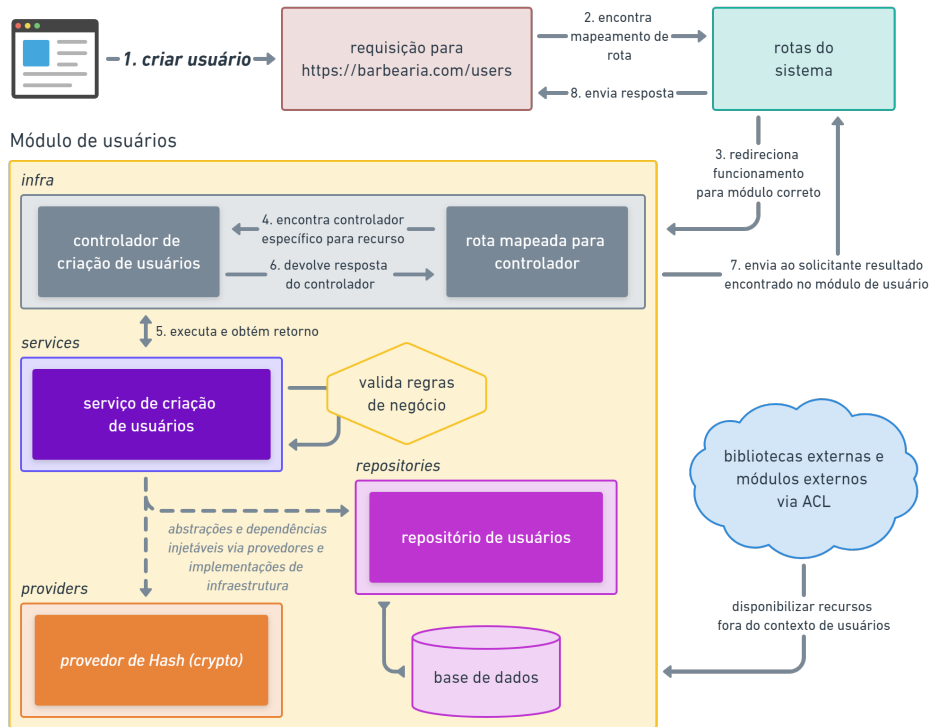 1. criar usuário
requisição para
https://barbearia.com/users
2. encontra
mapeamento de
rota
8. envia resposta
rotas do
sistema
3. redireciona
funcionamento
para módulo correto
Módulo de usuários
infra
controlador de
criação de usuários
4. encontra controlador
específico para recurso
6. devolve resposta
do controlador
rota mapeada para
controlador
7. envia ao solicitante resultado
encontrado no módulo de usuário
5. executa e obtém retorno
services
serviço de criação
de usuários
valida regras
de negócio
repositories
repositório de usuários
abstrações e dependências
injetáveis via provedores e
implementações de
infraestrutura
providers
provedor de Hash (crypto)
base de dados
bibliotecas externas e
módulos externos
via ACL
disponibilizar recursos
fora do contexto de usuários